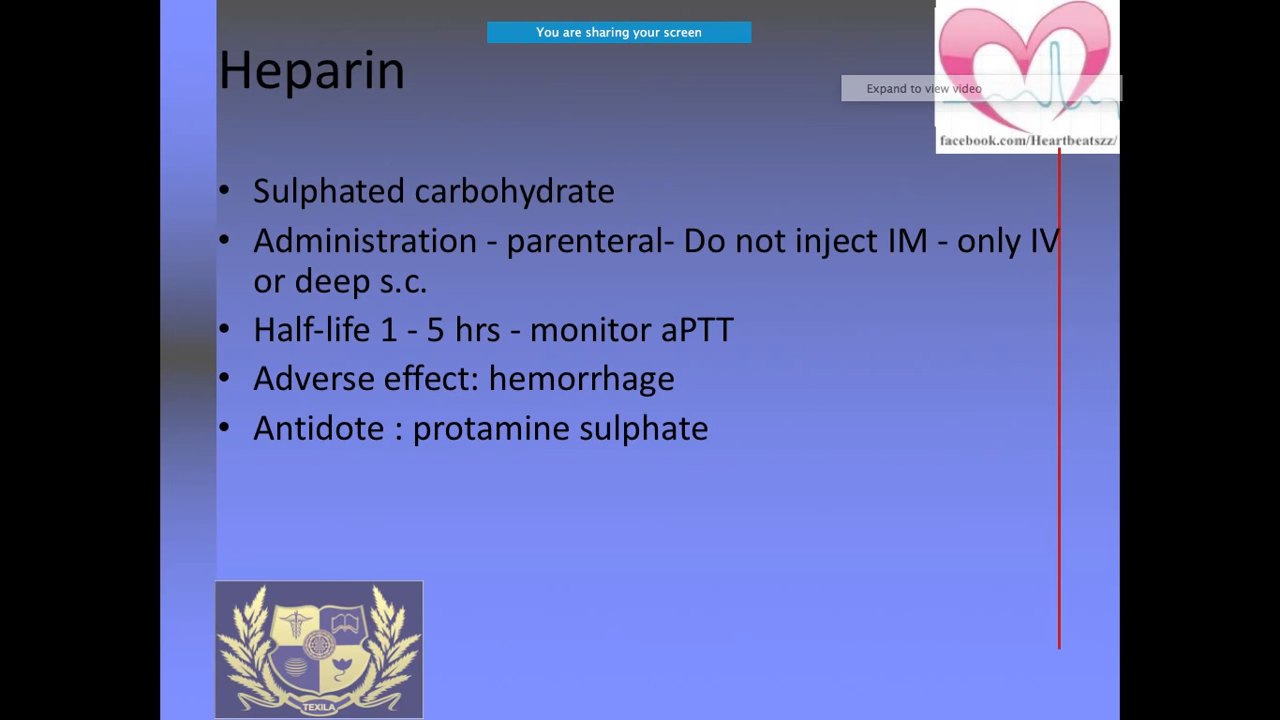 You are sharing your screen
Heparin
Expand to view video
facebook.com/Heartbeatszz/
• Sulphated carbohydrate
• Administration - parenteral- Do not inject IM - only IV
or deep s.c.
• Half-life 1 - 5 hrs - monitor aPTT
• Adverse effect: hemorrhage
• Antidote : protamine sulphate
TEXILA